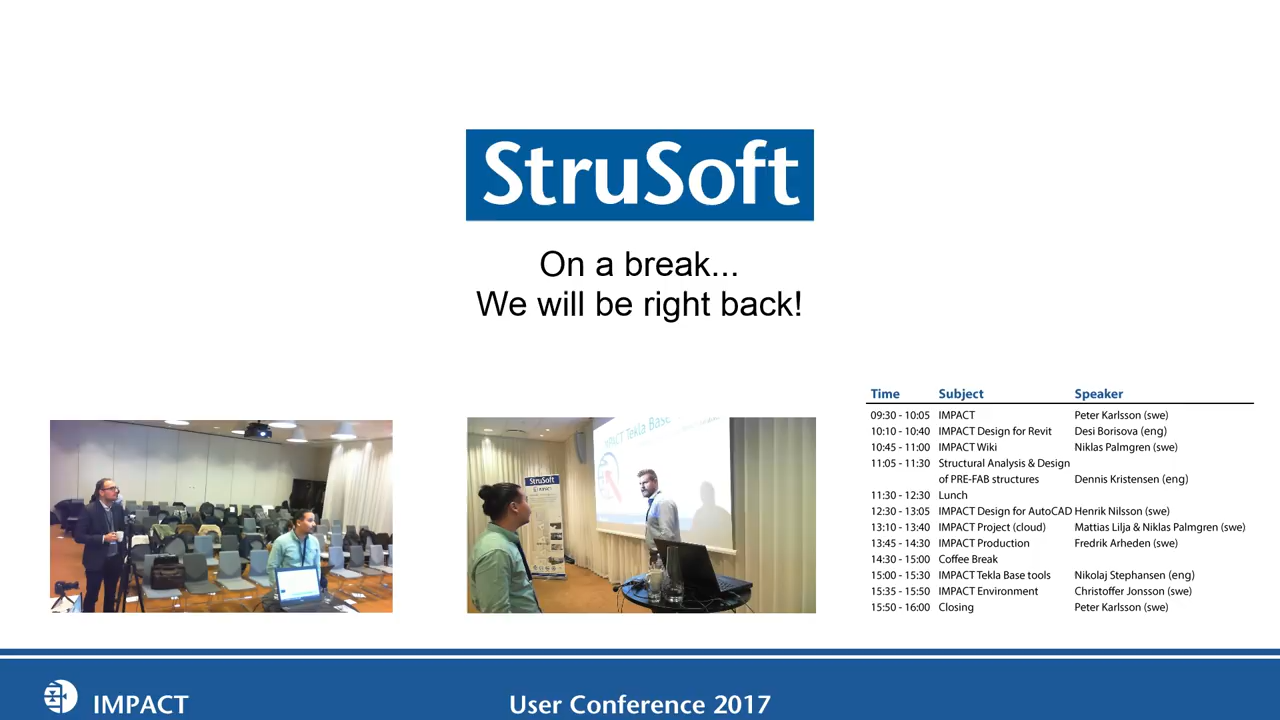 StruSoft
On a break...
We will be right back!
Time Subject Speaker
09:30 - 10:05 IMPACT Peter Karlsson (swe)
10:10 - 10:40 IMPACT Design for Revit Desi Borisova (eng)
10:45 - 11:00 IMPACT Wiki Niklas Palmgren (swe)
11:05 - 11:30 Structural Analysis & Design
of PRE-FAB structures Dennis Kristensen (eng)
11:30 - 12:30 Lunch
12:30 - 13:05 IMPACT Design for AutoCAD Henrik Nilsson (swe)
13:10 - 13:40 IMPACT Project (cloud) Mattias Lilja & Niklas Palmgren (swe)
13:45 - 14:30 IMPACT Production Fredrik Arheden (swe)
14:30 - 15:00 Coffee Break
15:00 - 15:30 IMPACT Tekla Base tools Nikolaj Stephansen (eng)
15:35 - 15:50 IMPACT Environment Christoffer Jonsson (swe)
15:50 - 16:00 Closing Peter Karlsson (swe)
IMPACT Tekla Base
StruSoft
IMPACT
User Conference 2017